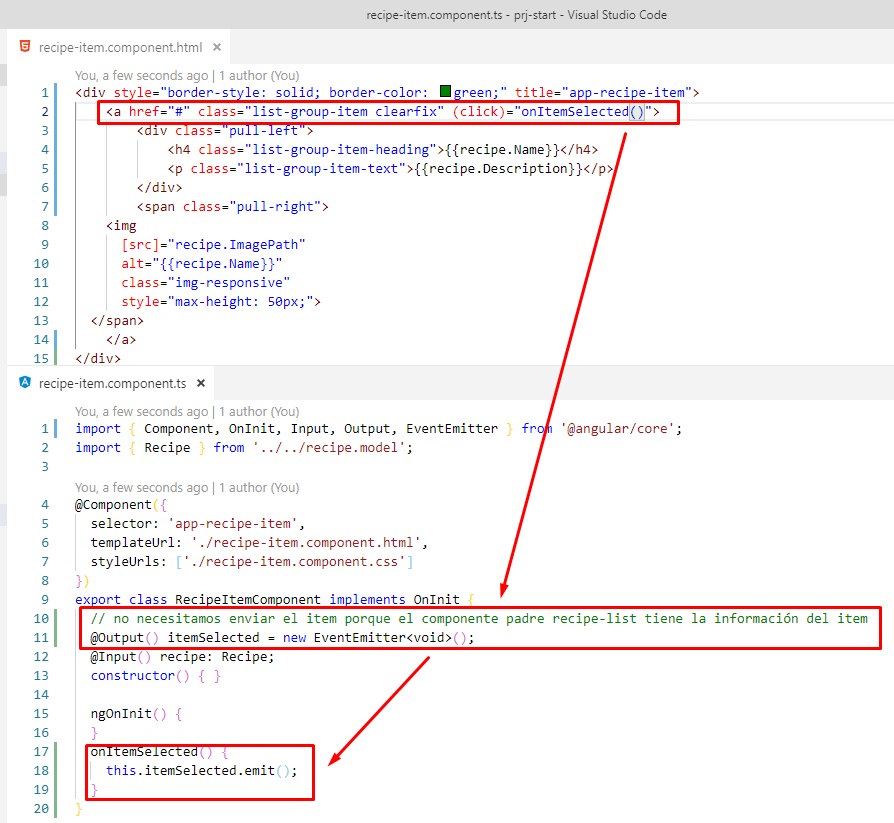 recipe-item.component.ts - prj-start - Visual Studio Code
recipe-item.component.html ×
You, a few seconds ago | 1 author (You)
1 <div style="border-style: solid; border-color: green;" title="app-recipe-item">
2 <a href="#" class="list-group-item clearfix" (click)="onItemSelected()">
3 <div class="pull-left">
4 <h4 class="list-group-item-heading">{{recipe.Name}}</h4>
5 <p class="list-group-item-text">{{recipe.Description}}</p>
6 </div>
7 <span class="pull-right">
8 <img
9 [src]="recipe.ImagePath"
10 alt="{{recipe.Name}}"
11 class="img-responsive"
12 style="max-height: 50px;">
13 </span>
14 </a>
15 </div>
recipe-item.component.ts ×
You, a few seconds ago | 1 author (You)
1 import { Component, OnInit, Input, Output, EventEmitter } from '@angular/core';
2 import { Recipe } from '../../recipe.model';
3
You, a few seconds ago | 1 author (You)
4 @Component({
5 selector: 'app-recipe-item',
6 templateUrl: './recipe-item.component.html',
7 styleUrls: ['./recipe-item.component.css']
8 })
9 export class RecipeItemComponent implements OnInit {
10 // no necesitamos enviar el item porque el componente padre recipe-list tiene la información del item
11 @Output() itemSelected = new EventEmitter<void>();
12 @Input() recipe: Recipe;
13 constructor() { }
14
15 ngOnInit() {
16 }
17 onItemSelected() {
18 this.itemSelected.emit();
19 }
20 }